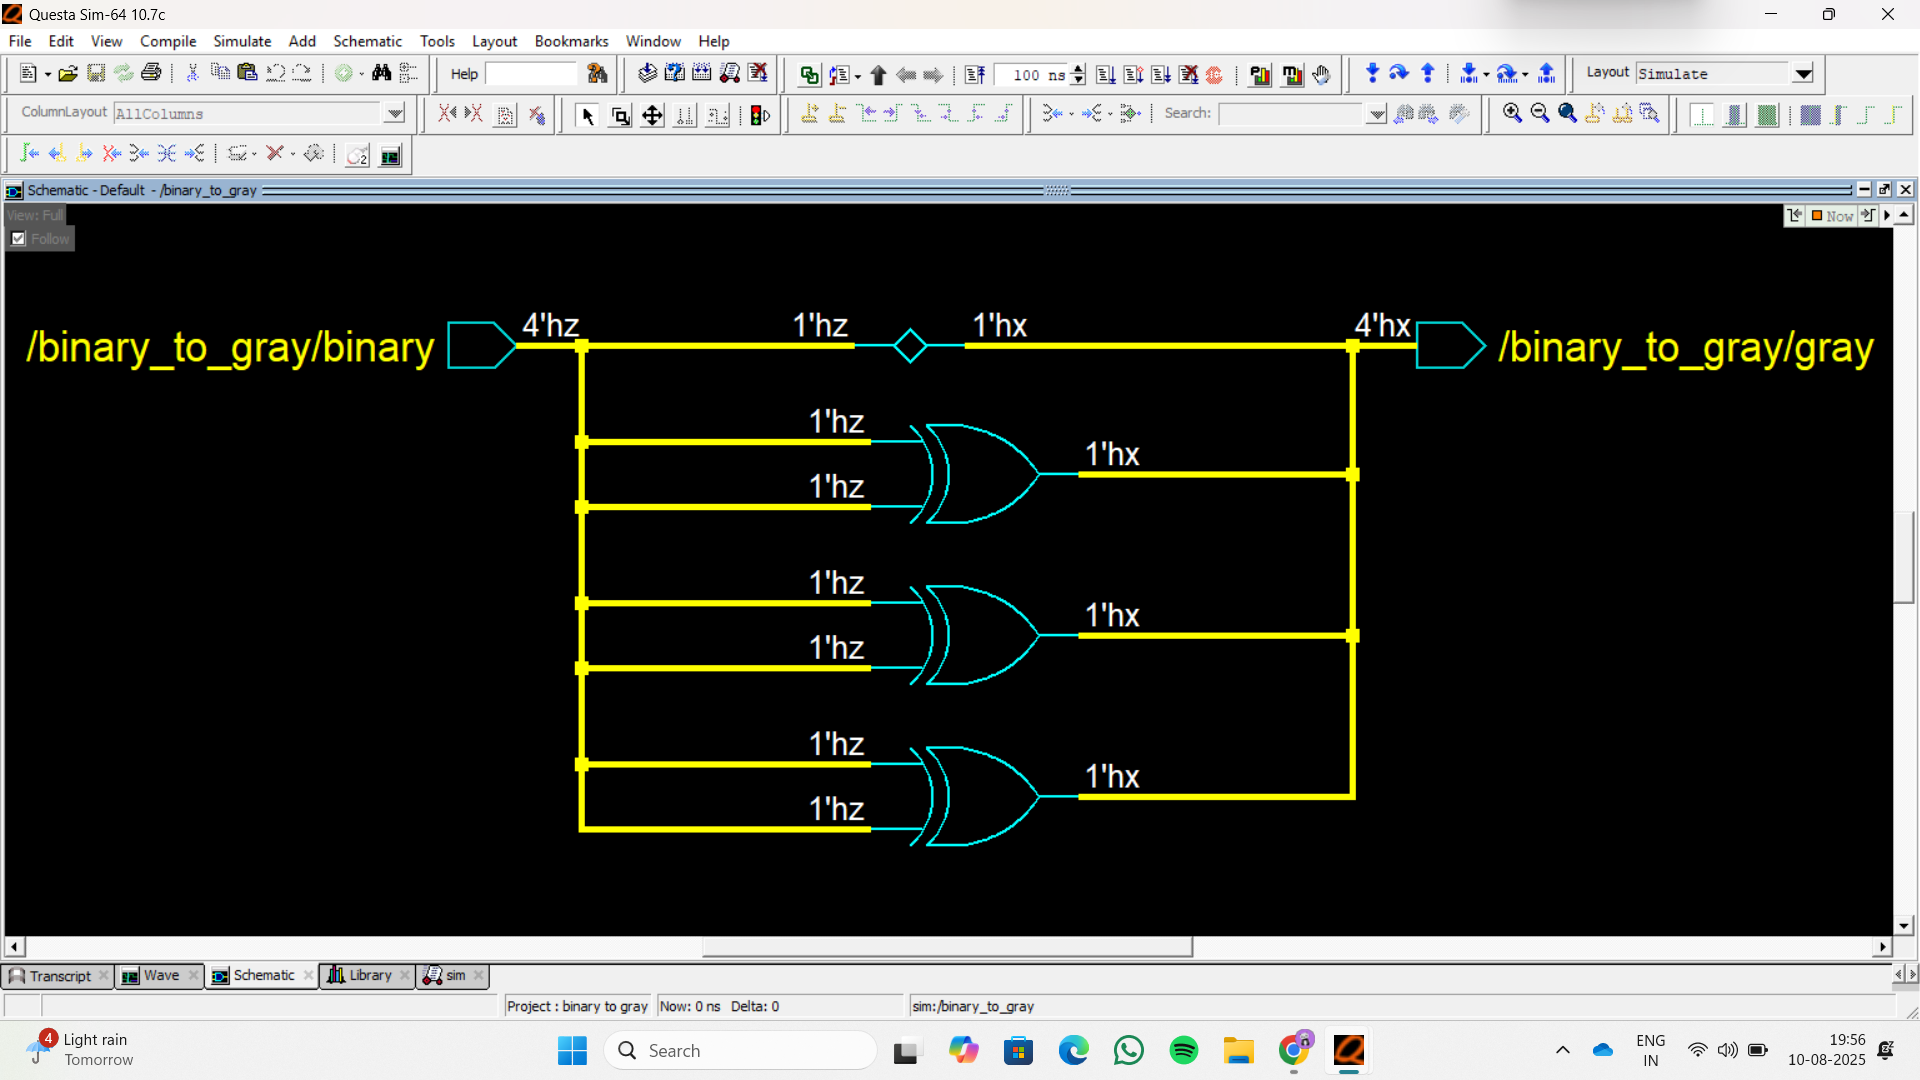 Questa Sim-64 10.7c
File Edit View Compile Simulate Add Schematic Tools Layout Bookmarks Window Help
Help 100 ns Layout Simulate
ColumnLayout AllColumns Search:
Schematic - Default - /binary_to_gray
View: Full
Now
Follow
4'hz 1'hz 1'hx 4'hx
/binary_to_gray/binary /binary_to_gray/gray
1'hz
1'hx
1'hz
1'hz
1'hx
1'hz
1'hz
1'hx
1'hz
Transcript Wave Schematic Library sim
Project : binary to gray Now: 0 ns Delta: 0 sim:/binary_to_gray
4 Light rain
Tomorrow
Search
ENG
IN
19:56
10-08-2025